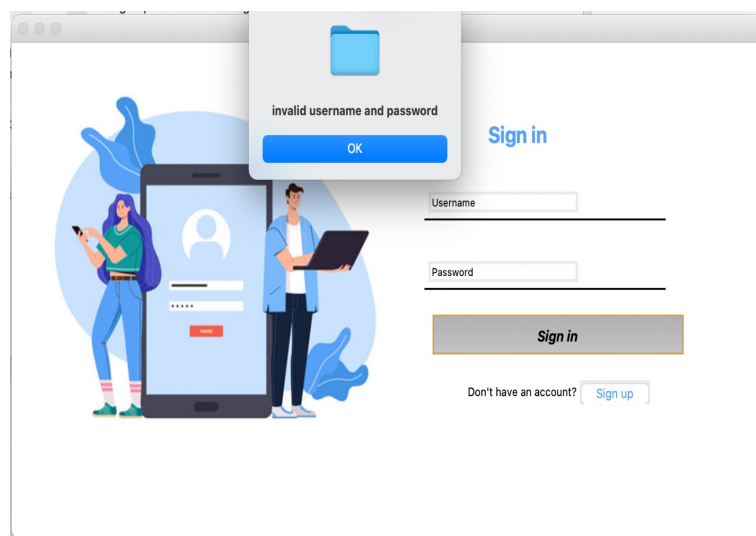 invalid username and password
OK
Sign in
Username
Password
Sign in
Don't have an account? Sign up